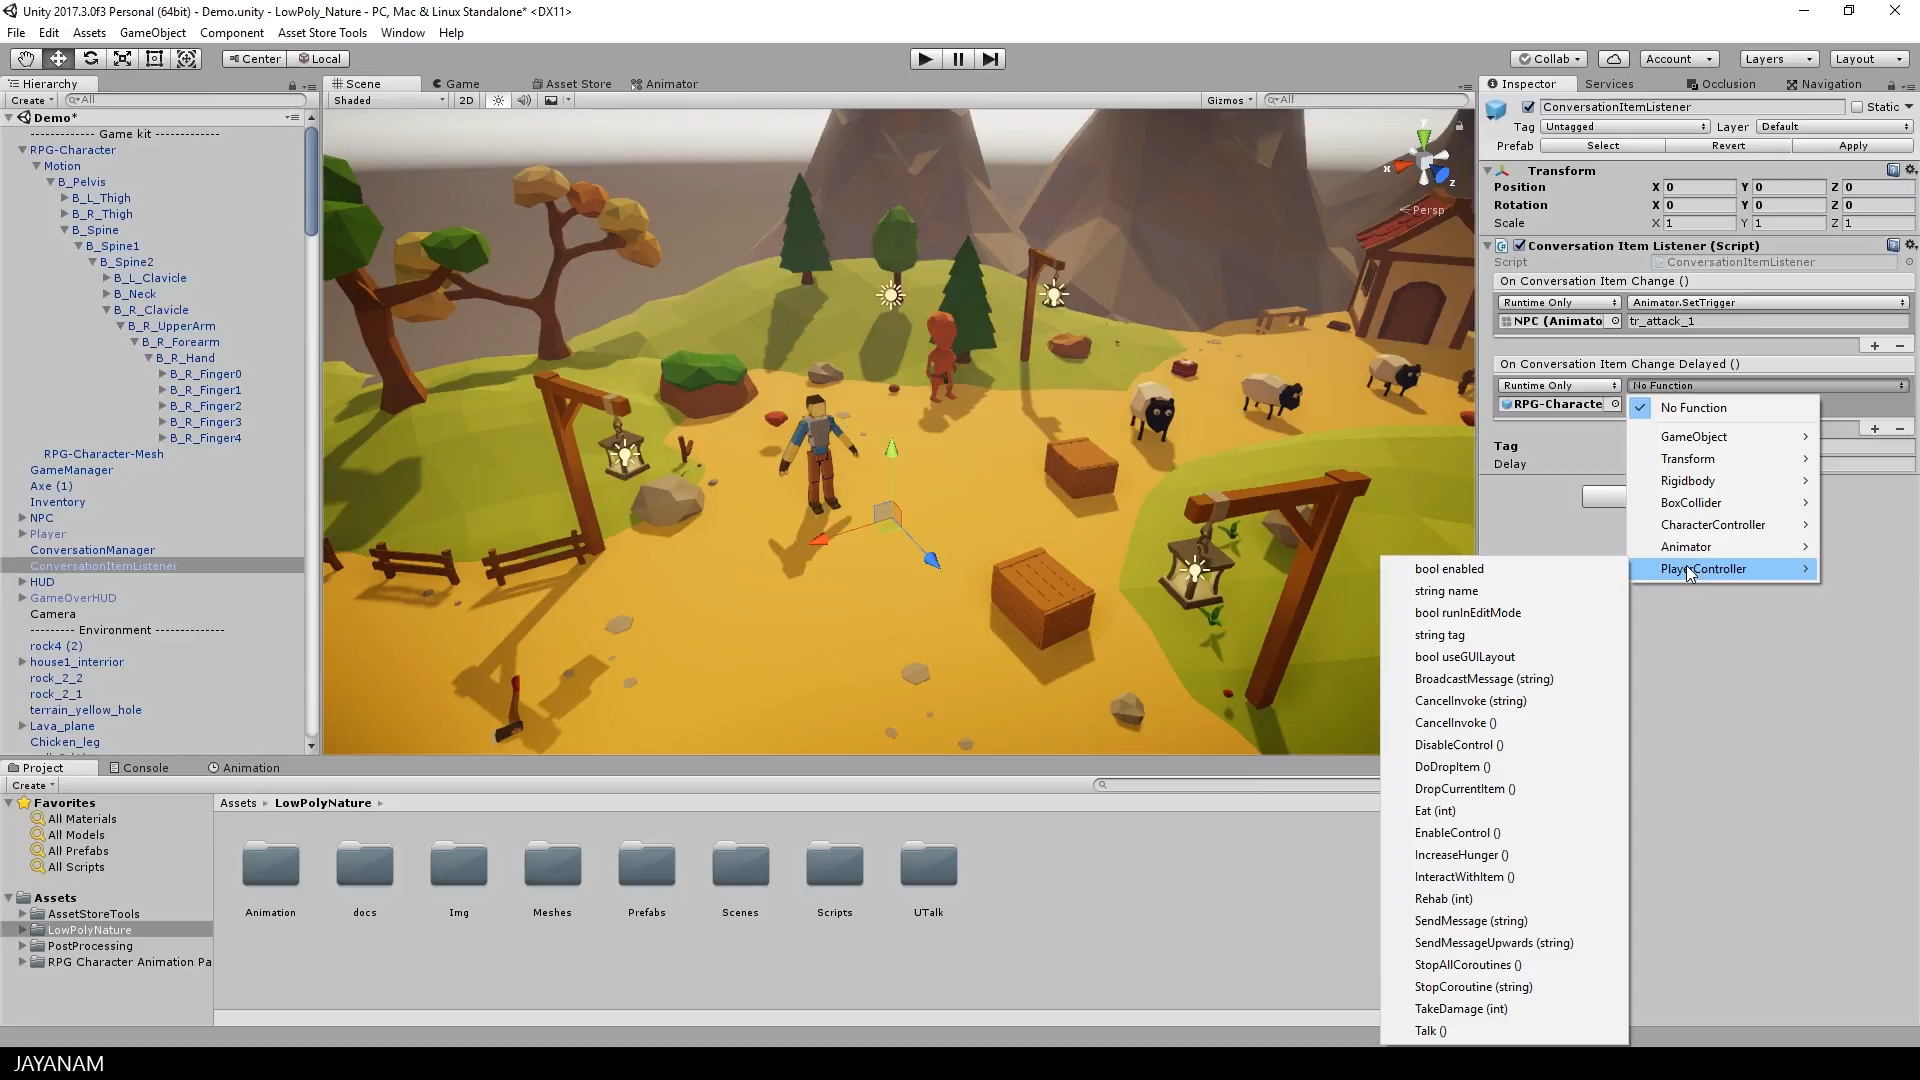 Unity 2017.3.0f3 Personal (64bit) - Demo.unity - LowPoly_Nature - PC, Mac & Linux Standalone* <DX11>
File Edit Assets GameObject Component Asset Store Tools Window Help
Center Local Collab Account Layers Layout
Hierarchy
Create All
Demo*
------------- Game kit -------------
RPG-Character
Motion
B_Pelvis
B_L_Thigh
B_R_Thigh
B_Spine
B_Spine1
B_Spine2
B_L_Clavicle
B_Neck
B_R_Clavicle
B_R_UpperArm
B_R_Forearm
B_R_Hand
B_R_Finger0
B_R_Finger1
B_R_Finger2
B_R_Finger3
B_R_Finger4
RPG-Character-Mesh
GameManager
Axe (1)
Inventory
NPC
Player
ConversationManager
ConversationItemListener
HUD
GameOverHUD
Camera
--------- Environment --------------
rock4 (2)
house1_interrior
rock_2_2
rock_2_1
terrain_yellow_hole
Lava_plane
Chicken_leg
Scene Game Asset Store Animator
Shaded 2D Gizmos All
y
x
z
Persp
Inspector Services Occlusion Navigation
ConversationItemListener Static
Tag Untagged Layer Default
Prefab Select Revert Apply
Transform
Position X 0 Y 0 Z 0
Rotation X 0 Y 0 Z 0
Scale X 1 Y 1 Z 1
Conversation Item Listener (Script)
Script ConversationItemListener
On Conversation Item Change ()
Runtime Only Animator.SetTrigger
NPC (Animato tr_attack_1
+ −
On Conversation Item Change Delayed ()
Runtime Only No Function
RPG-Characte
+ −
Tag
Delay
No Function
GameObject
Transform
Rigidbody
BoxCollider
CharacterController
Animator
PlayerController
bool enabled
string name
bool runInEditMode
string tag
bool useGUILayout
BroadcastMessage (string)
CancelInvoke (string)
CancelInvoke ()
DisableControl ()
DoDropItem ()
DropCurrentItem ()
Eat (int)
EnableControl ()
IncreaseHunger ()
InteractWithItem ()
Rehab (int)
SendMessage (string)
SendMessageUpwards (string)
StopAllCoroutines ()
StopCoroutine (string)
TakeDamage (int)
Talk ()
Project Console Animation
Create
Favorites
All Materials
All Models
All Prefabs
All Scripts
Assets
AssetStoreTools
LowPolyNature
PostProcessing
RPG Character Animation Pa
Assets LowPolyNature
Animation docs Img Meshes Prefabs Scenes Scripts UTalk
JAYANAM